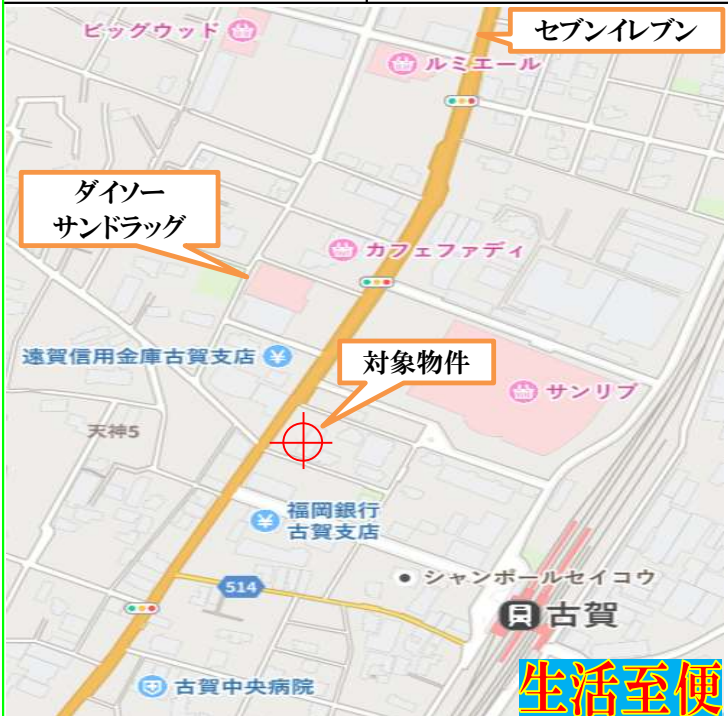 セブンイレブン
ビッグウッド
ルミエール
ダイソー
サンドラッグ
カフェファディ
遠賀信用金庫古賀支店
対象物件
サンリブ
天神5
福岡銀行
古賀支店
シャンボールセイコウ
514
古賀
古賀中央病院
生活至便